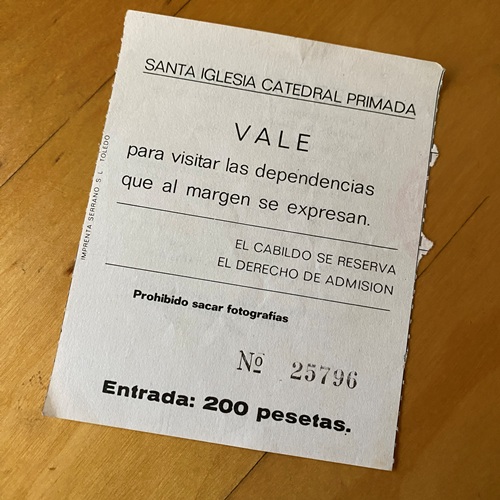 SANTA IGLESIA CATEDRAL PRIMADA
VALE
para visitar las dependencias
que al margen se expresan.
EL CABILDO SE RESERVA
EL DERECHO DE ADMISION
Prohibido sacar fotografías
Nº 25796
Entrada: 200 pesetas.
IMPRENTA SERRANO S L TOLEDO